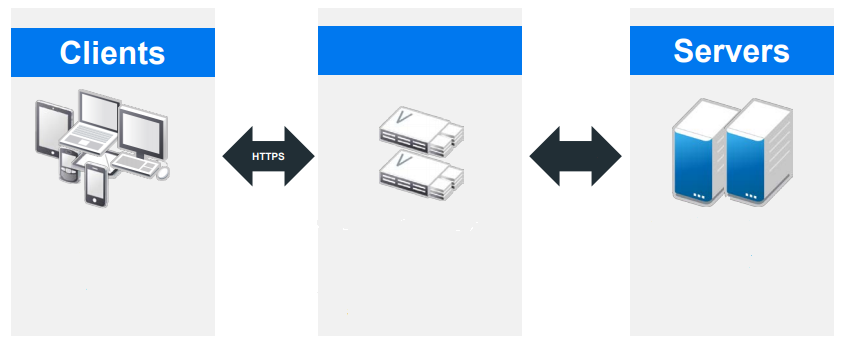 Clients
Servers
HTTPS
V
V